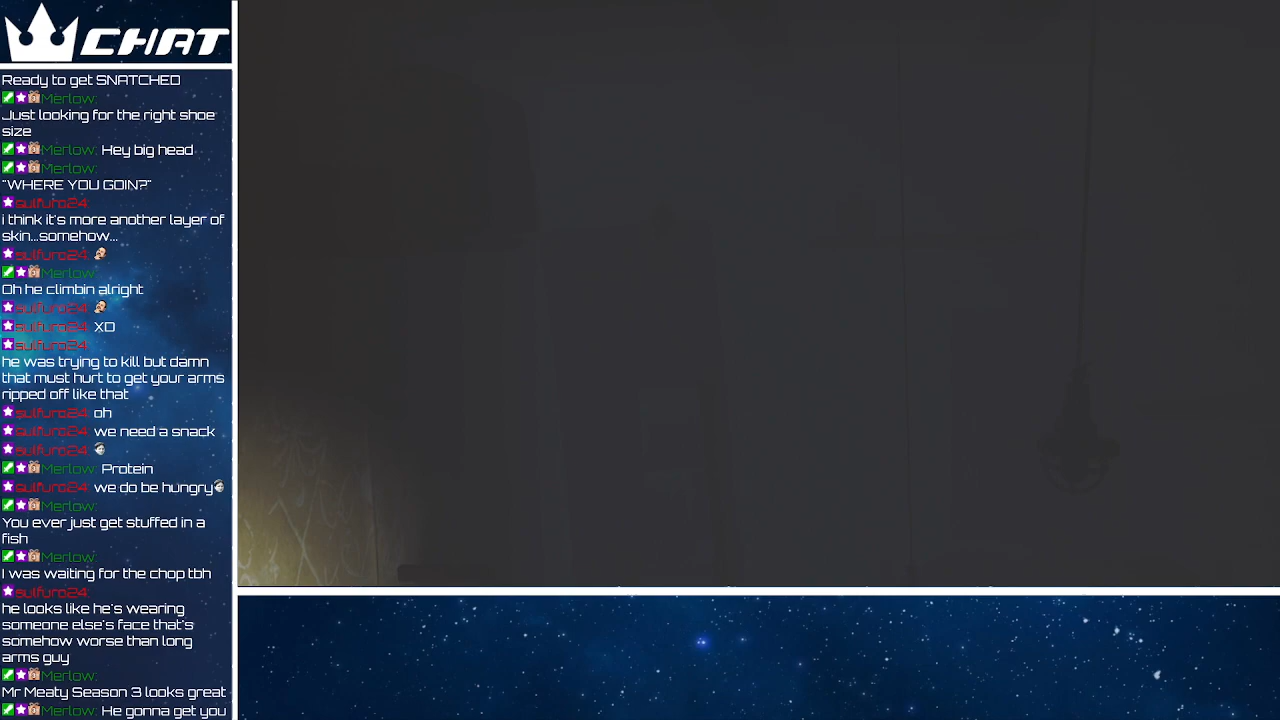 CHAT
Ready to get SNATCHED
Merlow:
Just looking for the right shoe
size
Merlow: Hey big head
Merlow:
"WHERE YOU GOIN?"
sulfuro24:
i think it's more another layer of
skin...somehow...
sulfuro24:
Merlow:
Oh he climbin alright
sulfuro24:
sulfuro24: XD
sulfuro24:
he was trying to kill but damn
that must hurt to get your arms
ripped off like that
sulfuro24: oh
sulfuro24: we need a snack
sulfuro24:
Merlow: Protein
sulfuro24: we do be hungry
Merlow:
You ever just get stuffed in a
fish
Merlow:
I was waiting for the chop tbh
sulfuro24:
he looks like he's wearing
someone else's face that's
somehow worse than long
arms guy
Merlow:
Mr Meaty Season 3 looks great
Merlow: He gonna get you